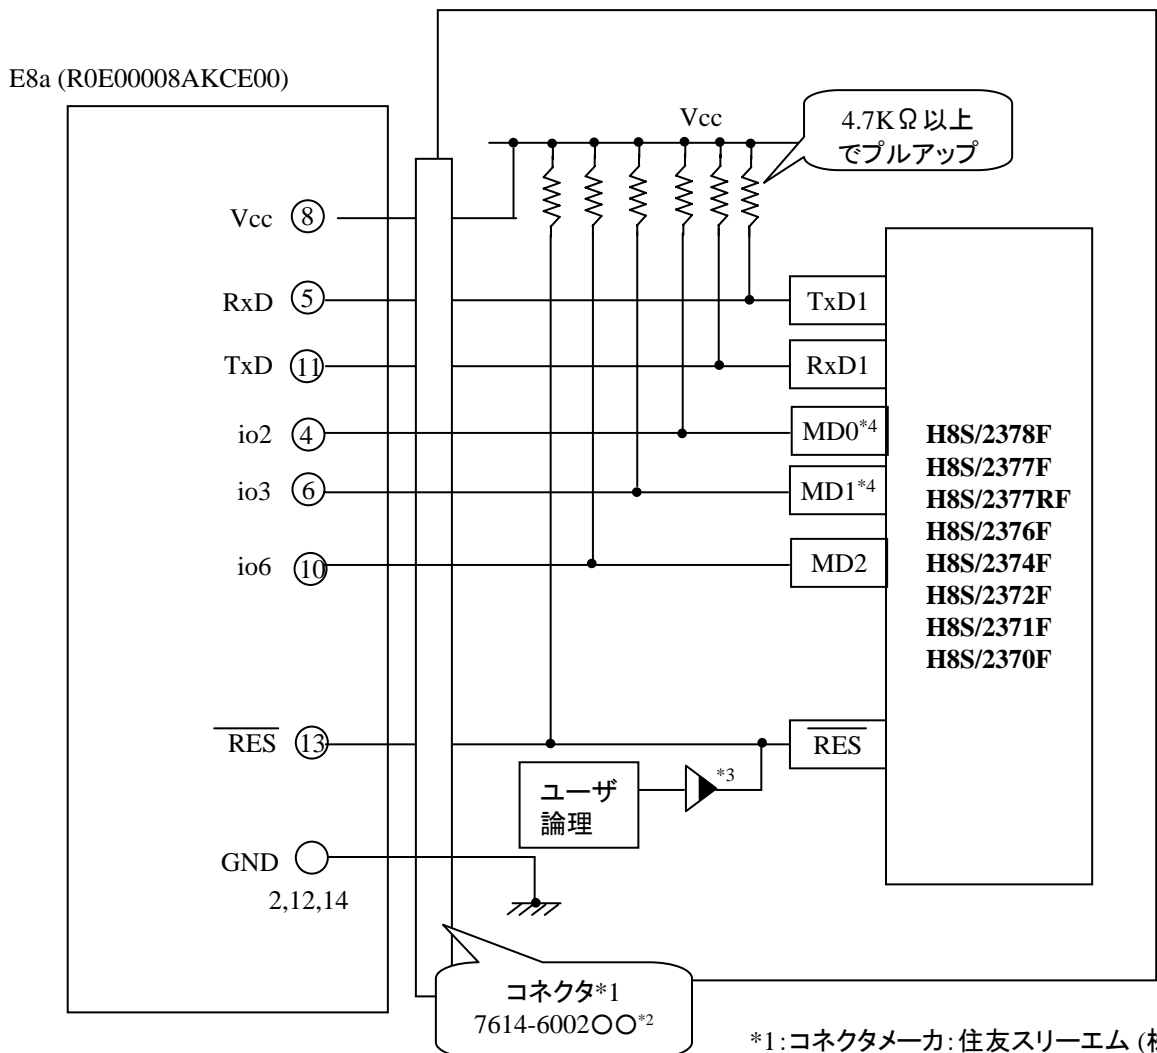 E8a (R0E00008AKCE00)
Vcc
4.7KΩ以上
でプルアップ
Vcc ⑧
RxD ⑤
TxD1
TxD ⑪
RxD1
io2 ④
MD0*4
io3 ⑥
MD1*4
io6 ⑩
MD2
H8S/2378F
H8S/2377F
H8S/2377RF
H8S/2376F
H8S/2374F
H8S/2372F
H8S/2371F
H8S/2370F
RES ⑬
RES
*3
ユーザ
論理
GND
2,12,14
コネクタ*1
7614-6002○○*2
*1:コネクタメーカ:住友スリーエム (